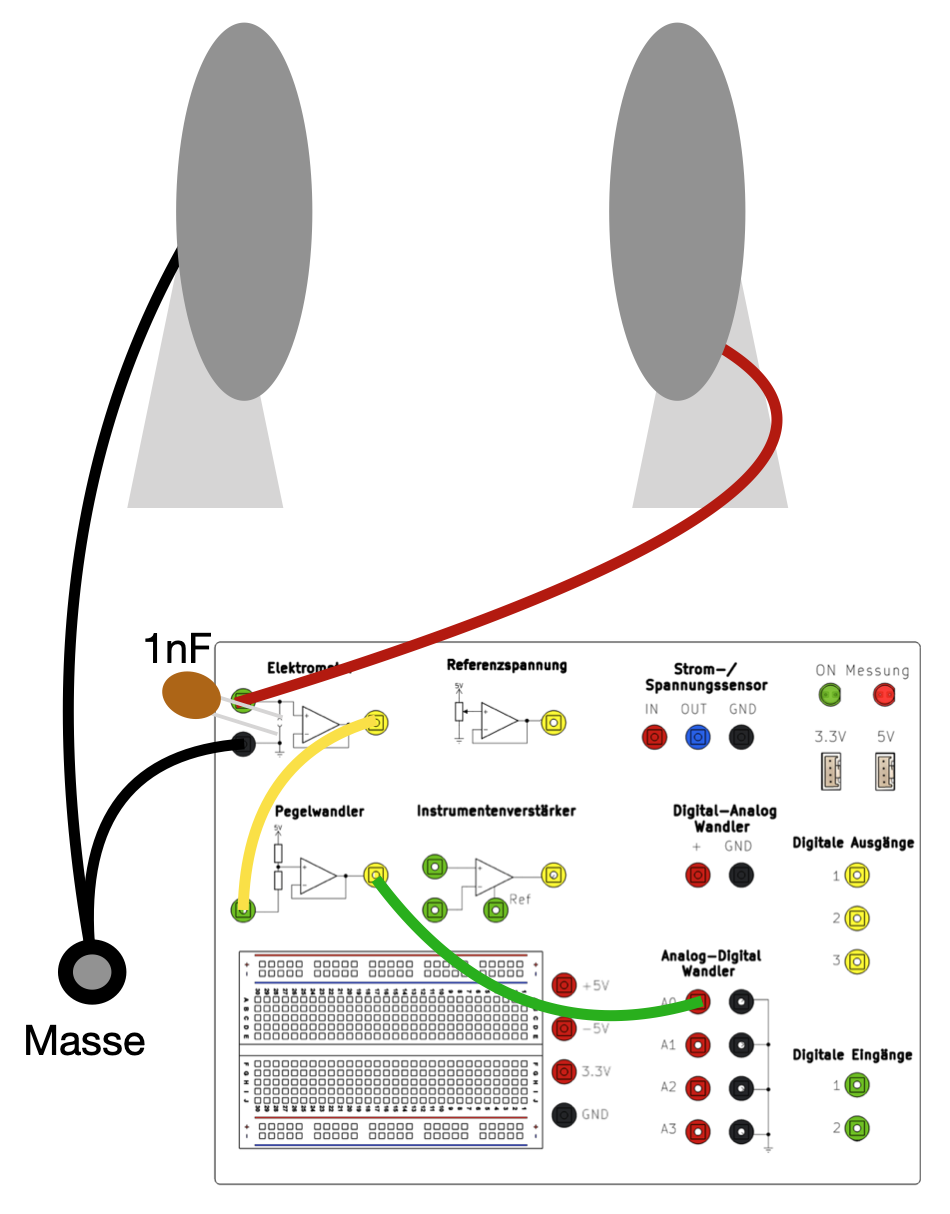 1nF
Elektrometer
Referenzspannung
5V
Strom-/
Spannungssensor
IN OUT GND
ON Messung
3.3V 5V
Pegelwandler
5V
Instrumentenverstärker
Ref
Digital-Analog
Wandler
+ GND
Digitale Ausgänge
1
2
3
Analog-Digital
Wandler
A0
A1
A2
A3
+5V
-5V
3.3V
GND
Digitale Eingänge
1
2
Masse